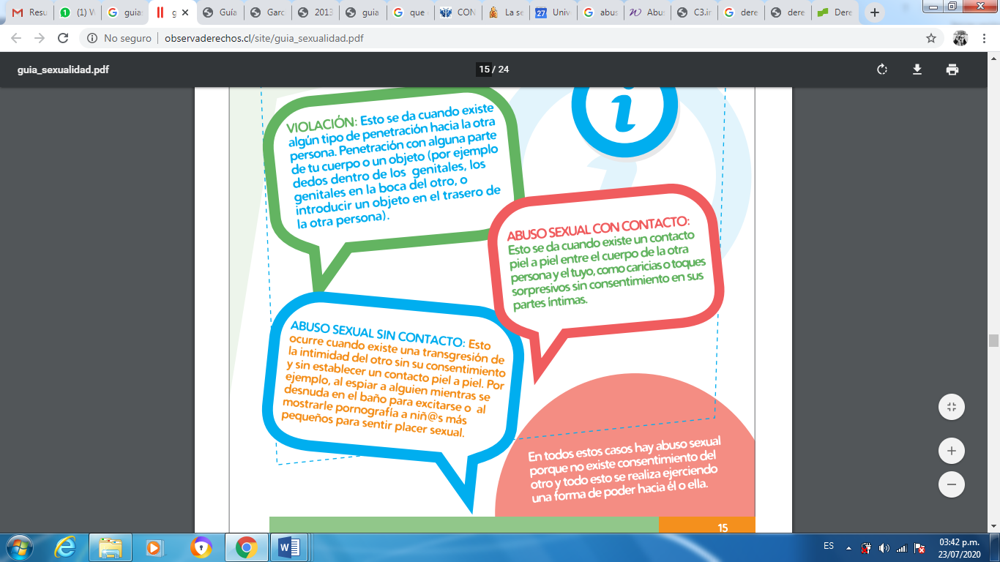 Resu
(1) W
guia:
g
Guía
Garc
2013
guia
que
CON
La se
Univ
abus
Abus
C3.ir
dere
dere
Dere
No seguro
observaderechos.cl/site/guia_sexualidad.pdf
guia_sexualidad.pdf
15 / 24
i
VIOLACIÓN: Esto se da cuando existe
algún tipo de penetración hacia la otra
persona. Penetración con alguna parte
de tu cuerpo o un objeto (por ejemplo
dedos dentro de los genitales, los
genitales en la boca del otro, o
introducir un objeto en el trasero de
la otra persona).
ABUSO SEXUAL CON CONTACTO:
Esto se da cuando existe un contacto
piel a piel entre el cuerpo de la otra
persona y el tuyo, como caricias o toques
sorpresivos sin consentimiento en sus
partes íntimas.
ABUSO SEXUAL SIN CONTACTO: Esto
ocurre cuando existe una transgresión de
la intimidad del otro sin su consentimiento
y sin establecer un contacto piel a piel. Por
ejemplo, al espiar a alguien mientras se
desnuda en el baño para excitarse o al
mostrarle pornografía a niñ@s más
pequeños para sentir placer sexual.
En todos estos casos hay abuso sexual
porque no existe consentimiento del
otro y todo esto se realiza ejerciendo
una forma de poder hacia él o ella.
15
ES
03:42 p.m.
23/07/2020